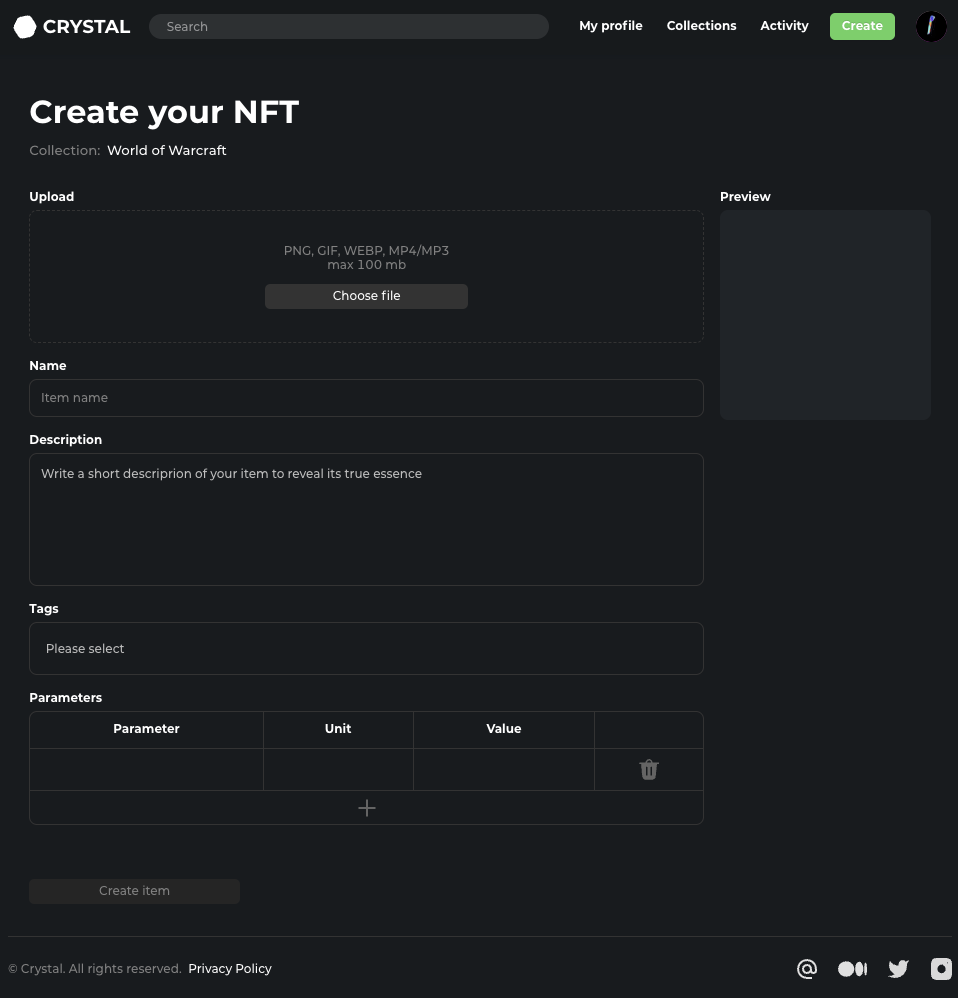 CRYSTAL
Search
My profile
Collections
Activity
Create
Create your NFT
Collection: World of Warcraft
Upload
Preview
PNG, GIF, WEBP, MP4/MP3
max 100 mb
Choose file
Name
Item name
Description
Write a short descriprion of your item to reveal its true essence
Tags
Please select
Parameters
Parameter Unit Value
Create item
© Crystal. All rights reserved. Privacy Policy